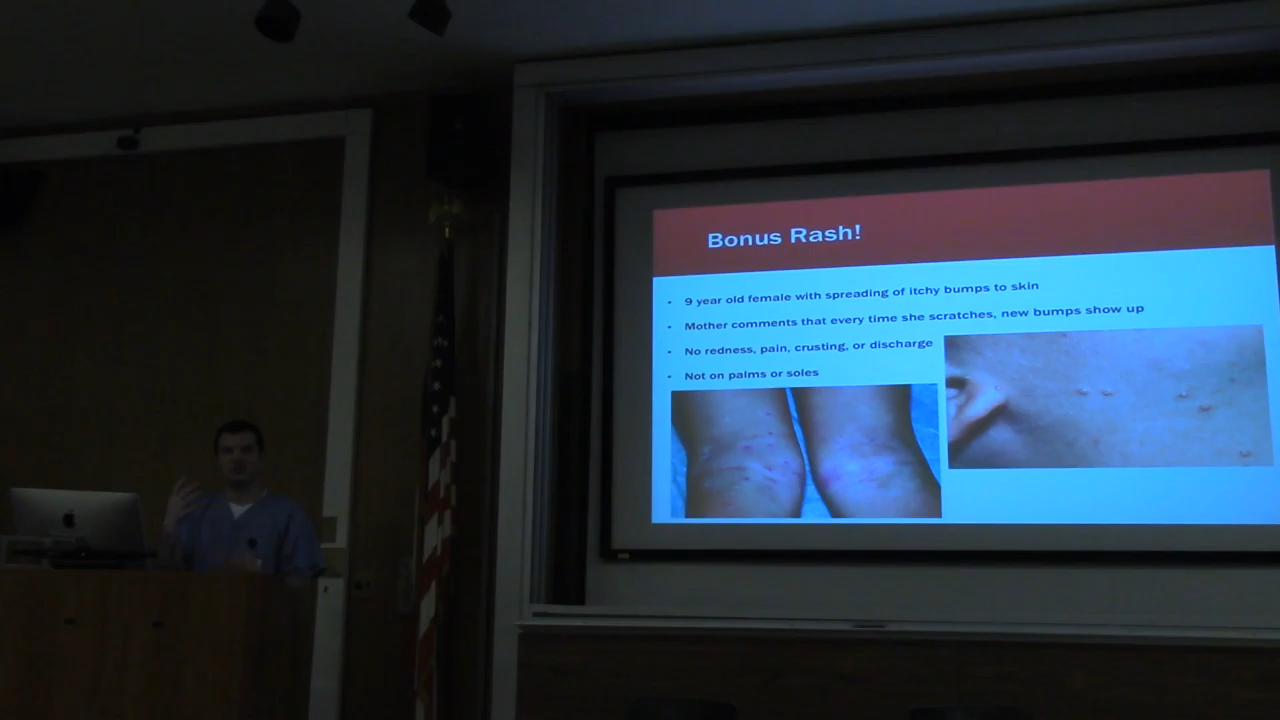 Bonus Rash!
9 year old female with spreading of itchy bumps to skin
Mother comments that every time she scratches, new bumps show up
No redness, pain, crusting, or discharge
Not on palms or soles